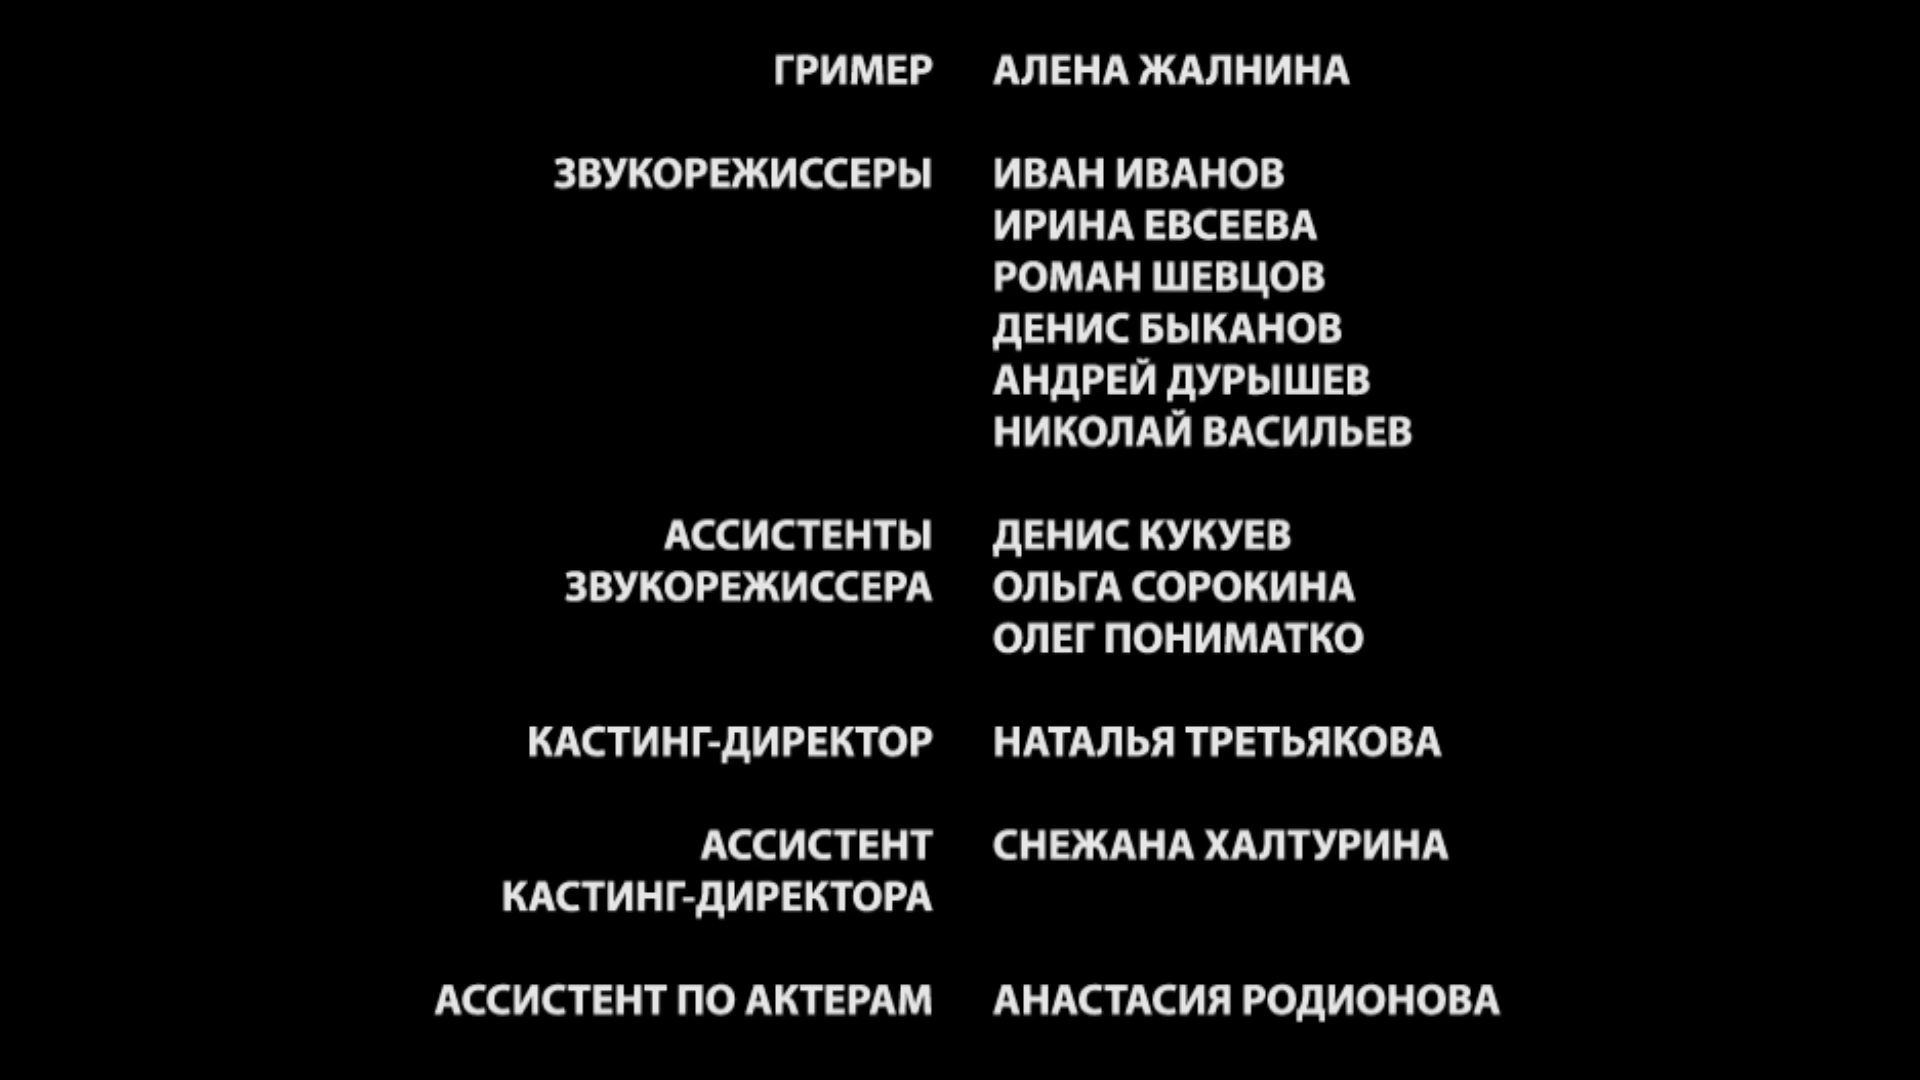 ГРИМЕР АЛЕНА ЖАЛНИНА
ЗВУКОРЕЖИССЕРЫ ИВАН ИВАНОВ
ИРИНА ЕВСЕЕВА
РОМАН ШЕВЦОВ
ДЕНИС БЫКАНОВ
АНДРЕЙ ДУРЫШЕВ
НИКОЛАЙ ВАСИЛЬЕВ
АССИСТЕНТЫ ДЕНИС КУКУЕВ
ЗВУКОРЕЖИССЕРА ОЛЬГА СОРОКИНА
ОЛЕГ ПОНИМАТКО
КАСТИНГ-ДИРЕКТОР НАТАЛЬЯ ТРЕТЬЯКОВА
АССИСТЕНТ СНЕЖАНА ХАЛТУРИНА
КАСТИНГ-ДИРЕКТОРА
АССИСТЕНТ ПО АКТЕРАМ АНАСТАСИЯ РОДИОНОВА